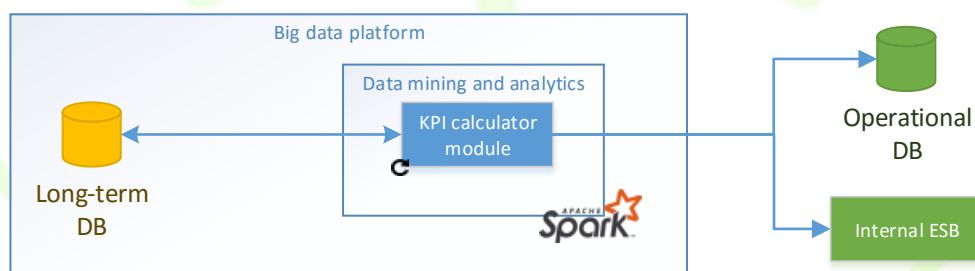 Big data platform
Data mining and analytics
KPI calculator
module
Long-term
DB
APACHE
Spark
Operational
DB
Internal ESB